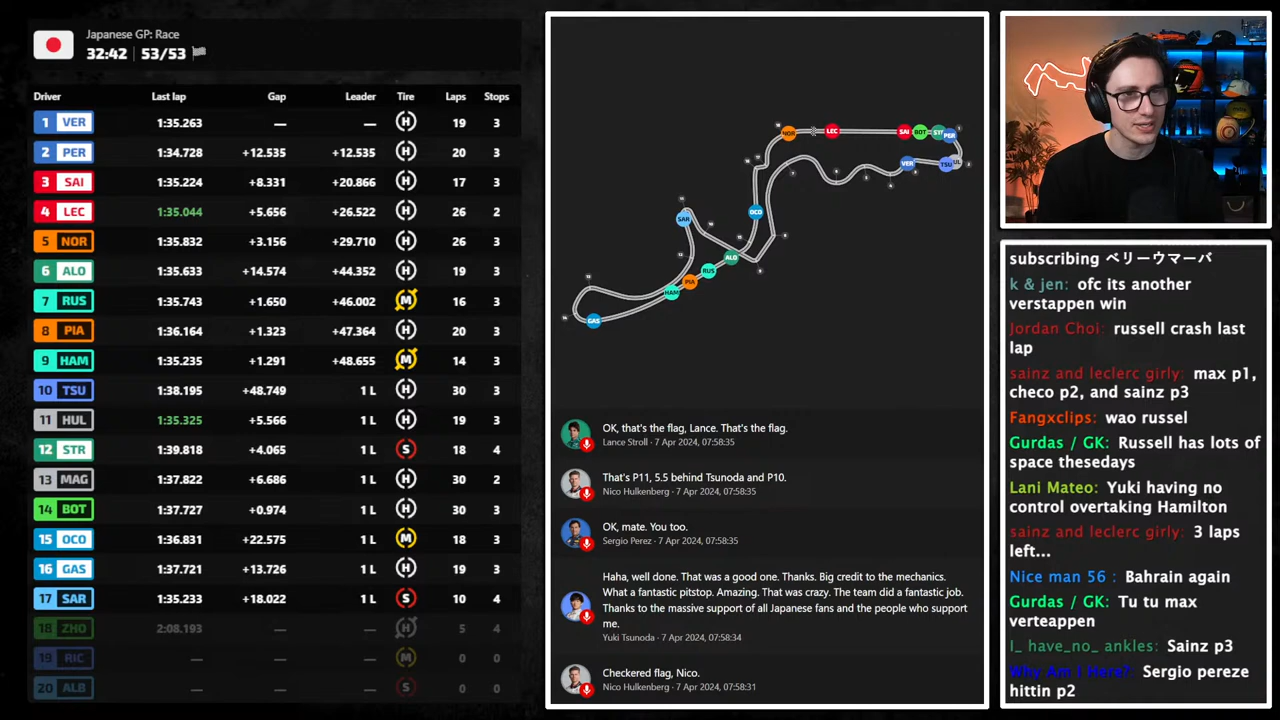 Japanese GP: Race
32:42 53/53
Driver Last lap Gap Leader Tire Laps Stops
1 VER 1:35.263 — — H 19 3
2 PER 1:34.728 +12.535 +12.535 H 20 3
3 SAI 1:35.224 +8.331 +20.866 H 17 3
4 LEC 1:35.044 +5.656 +26.522 H 26 2
5 NOR 1:35.832 +3.156 +29.710 H 26 3
6 ALO 1:35.633 +14.574 +44.352 H 19 3
7 RUS 1:35.743 +1.650 +46.002 M 16 3
8 PIA 1:36.164 +1.323 +47.364 H 20 3
9 HAM 1:35.235 +1.291 +48.655 M 14 3
10 TSU 1:38.195 +48.749 1 L H 30 3
11 HUL 1:35.325 +5.566 1 L H 19 3
12 STR 1:39.818 +4.065 1 L S 18 4
13 MAG 1:37.822 +6.686 1 L H 30 2
14 BOT 1:37.727 +0.974 1 L H 30 3
15 OCO 1:36.831 +22.575 1 L M 18 3
16 GAS 1:37.721 +13.726 1 L H 19 3
17 SAR 1:35.233 +18.022 1 L S 10 4
18 ZHO 2:08.193 — — H 5 —
19 RIC — — — M 0 0
20 ALB — — — S 0 0
NOR LEC SAI BOT STR PER
VER TSU UL
OCO
SAR
ALO
RUS
PIA
HAM
GAS
OK, that's the flag, Lance. That's the flag.
Lance Stroll · 7 Apr 2024, 07:58:35
That's P11, 5.5 behind Tsunoda and P10.
Nico Hulkenberg · 7 Apr 2024, 07:58:35
OK, mate. You too.
Sergio Perez · 7 Apr 2024, 07:58:35
Haha, well done. That was a good one. Thanks. Big credit to the mechanics.
What a fantastic pitstop. Amazing. That was crazy. The team did a fantastic job.
Thanks to the massive support of all Japanese fans and the people who support
me.
Yuki Tsunoda · 7 Apr 2024, 07:58:34
Checkered flag, Nico.
Nico Hulkenberg · 7 Apr 2024, 07:58:31
subscribing ベリーウマーバ
k & jen: ofc its another
verstappen win
Jordan Choi: russell crash last
lap
sainz and leclerc girly: max p1,
checo p2, and sainz p3
Fangxclips: wao russel
Gurdas / GK: Russell has lots of
space thesedays
Lani Mateo: Yuki having no
control overtaking Hamilton
sainz and leclerc girly: 3 laps
left...
Nice man 56 : Bahrain again
Gurdas / GK: Tu tu max
verteappen
I_ have_no_ ankles: Sainz p3
Why Am I Here?: Sergio pereze
hittin p2